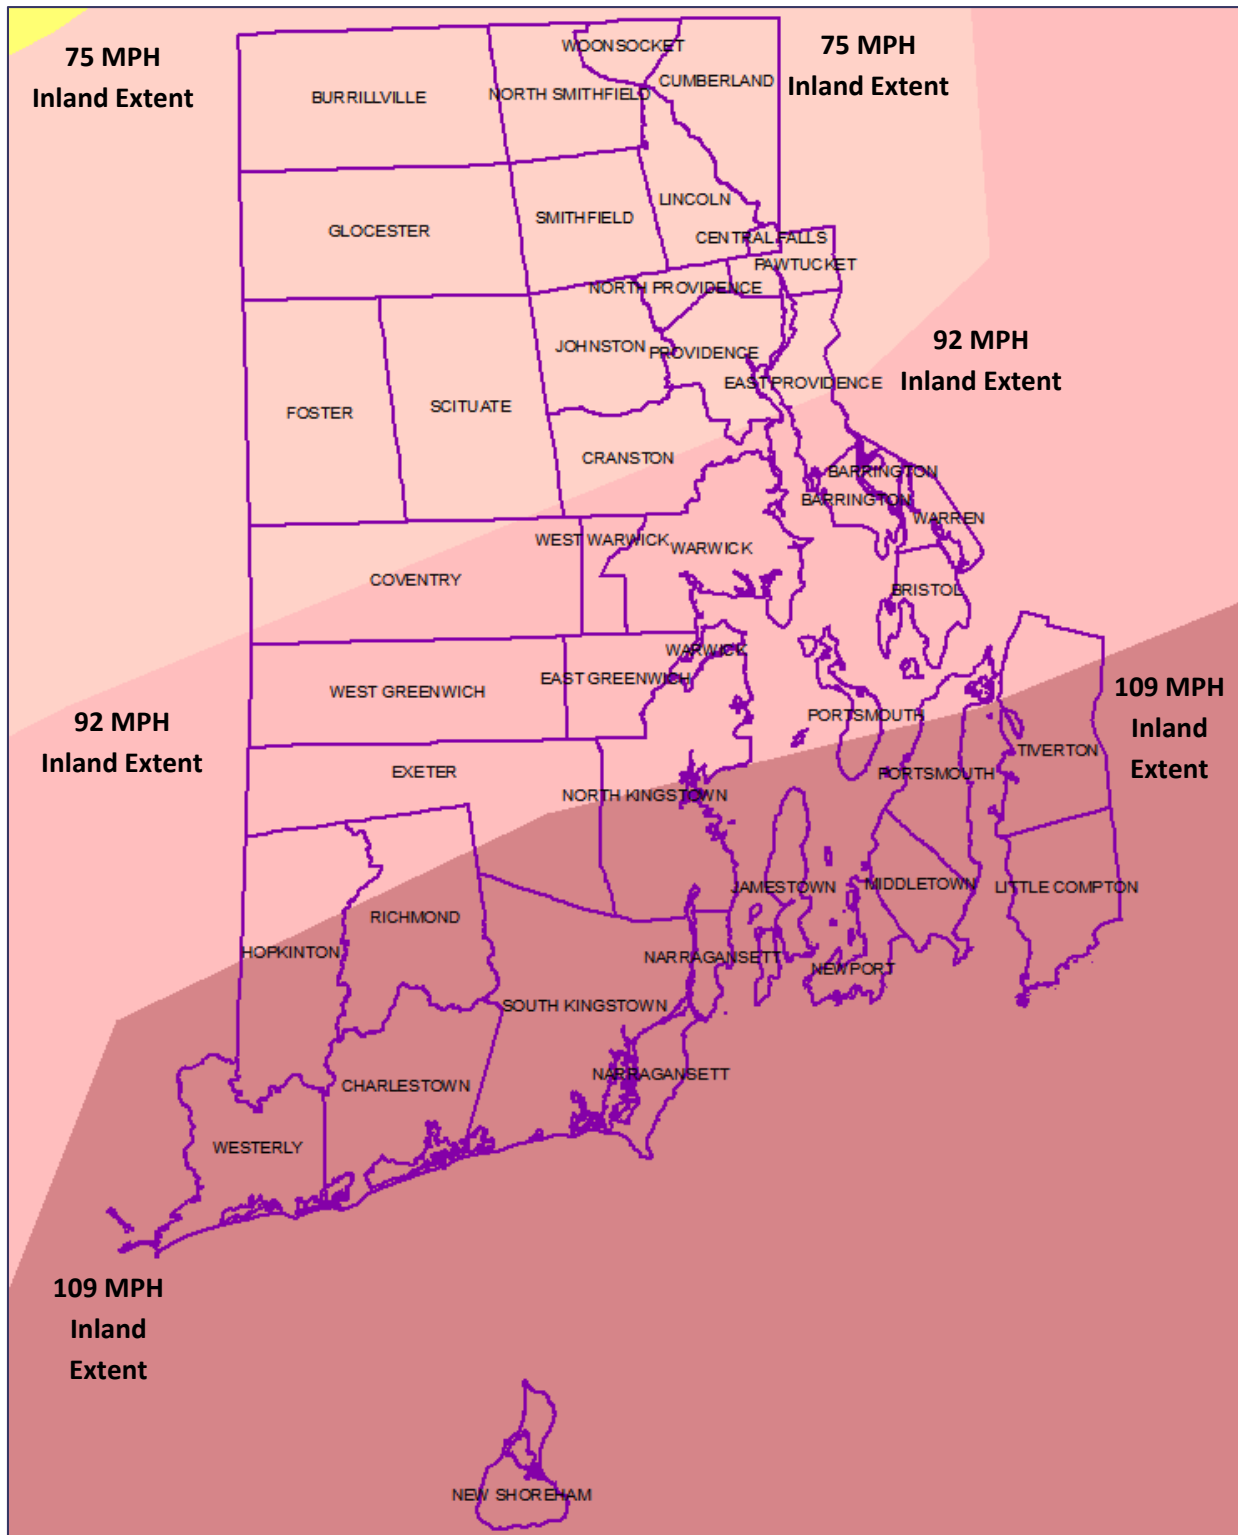 75 MPH
Inland Extent
75 MPH
Inland Extent
WOONSOCKET
CUMBERLAND
BURRILLVILLE
NORTH SMITHFIELD
LINCOLN
SMITHFIELD
GLOCESTER
CENTRAL FALLS
PAWTUCKET
NORTH PROVIDENCE
92 MPH
Inland Extent
JOHNSTON
PROVIDENCE
EAST PROVIDENCE
FOSTER
SCITUATE
CRANSTON
BARRINGTON
BARRINGTON
WARREN
WEST WARWICK
WARWICK
COVENTRY
BRISTOL
WARWICK
EAST GREENWICH
WEST GREENWICH
92 MPH
Inland Extent
109 MPH
Inland
Extent
PORTSMOUTH
TIVERTON
EXETER
PORTSMOUTH
NORTH KINGSTOWN
JAMESTOWN
MIDDLETOWN
LITTLE COMPTON
RICHMOND
HOPKINTON
NARRAGANSETT
NEWPORT
SOUTH KINGSTOWN
NARRAGANSETT
CHARLESTOWN
WESTERLY
109 MPH
Inland
Extent
NEW SHOREHAM